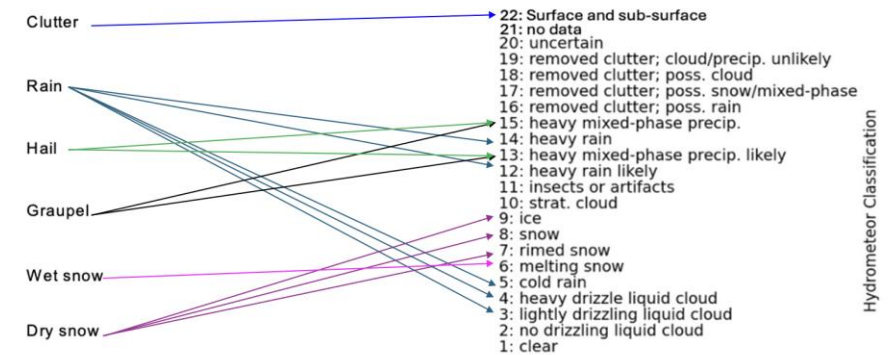 Clutter
Rain
Hail
Graupel
Wet snow
Dry snow
22: Surface and sub-surface
21: no data
20: uncertain
19: removed clutter; cloud/precip. unlikely
18: removed clutter; poss. cloud
17: removed clutter; poss. snow/mixed-phase
16: removed clutter; poss. rain
15: heavy mixed-phase precip.
14: heavy rain
13: heavy mixed-phase precip. likely
12: heavy rain likely
11: insects or artifacts
10: strat. cloud
9: ice
8: snow
7: rimed snow
6: melting snow
5: cold rain
4: heavy drizzle liquid cloud
3: lightly drizzling liquid cloud
2: no drizzling liquid cloud
1: clear
Hydrometeor Classification